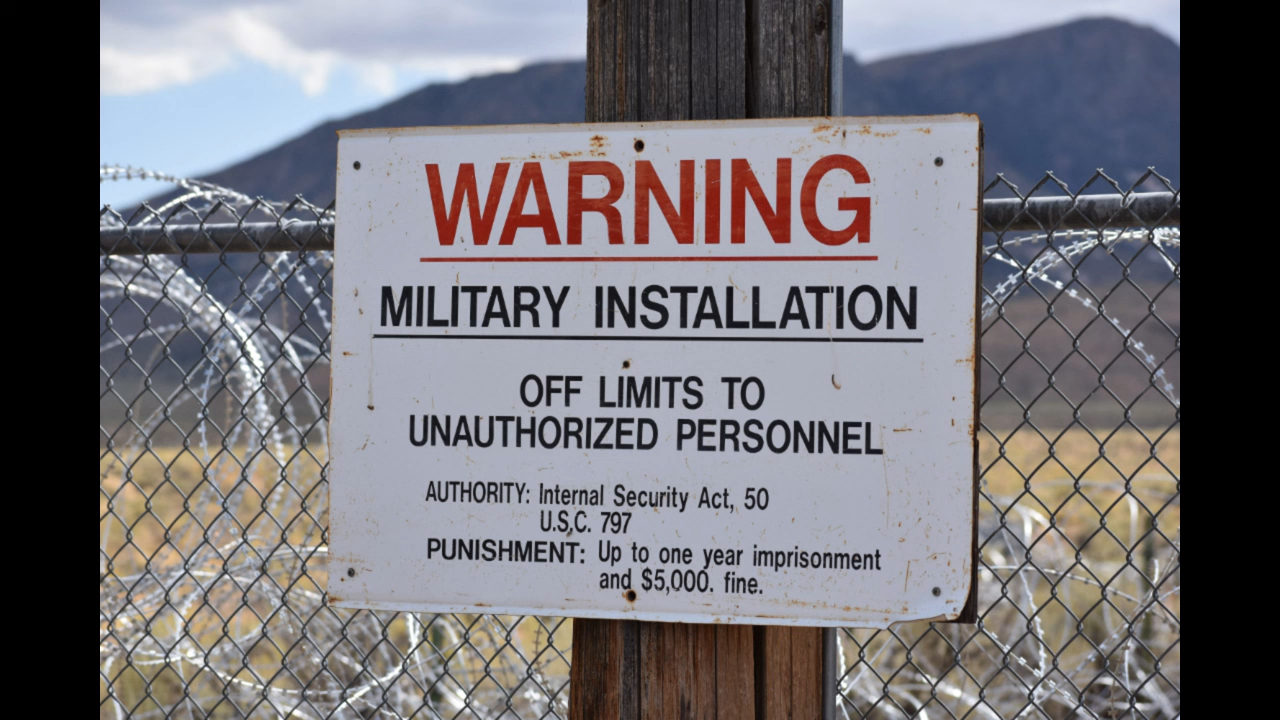 WARNING
MILITARY INSTALLATION
OFF LIMITS TO
UNAUTHORIZED PERSONNEL
AUTHORITY: Internal Security Act, 50
U.S.C. 797
PUNISHMENT: Up to one year imprisonment
and $5,000. fine.